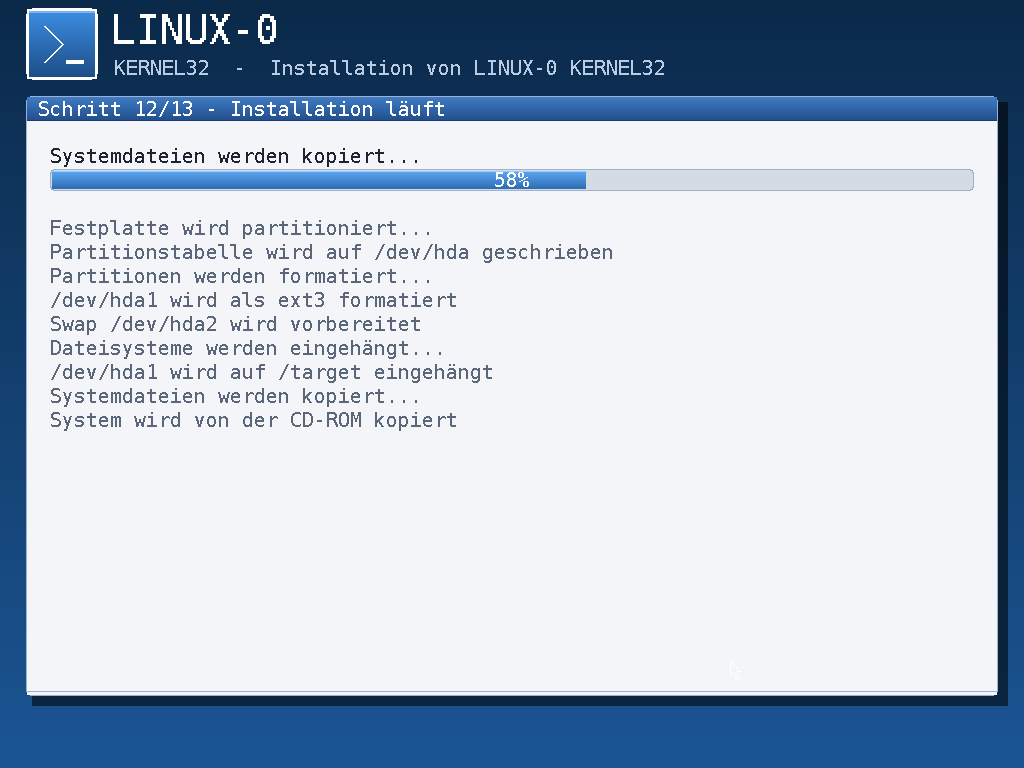 LINUX-0
KERNEL32 - Installation von LINUX-0 KERNEL32
Schritt 12/13 - Installation läuft
Systemdateien werden kopiert...
58%
Festplatte wird partitioniert...
Partitionstabelle wird auf /dev/hda geschrieben
Partitionen werden formatiert...
/dev/hda1 wird als ext3 formatiert
Swap /dev/hda2 wird vorbereitet
Dateisysteme werden eingehängt...
/dev/hda1 wird auf /target eingehängt
Systemdateien werden kopiert...
System wird von der CD-ROM kopiert